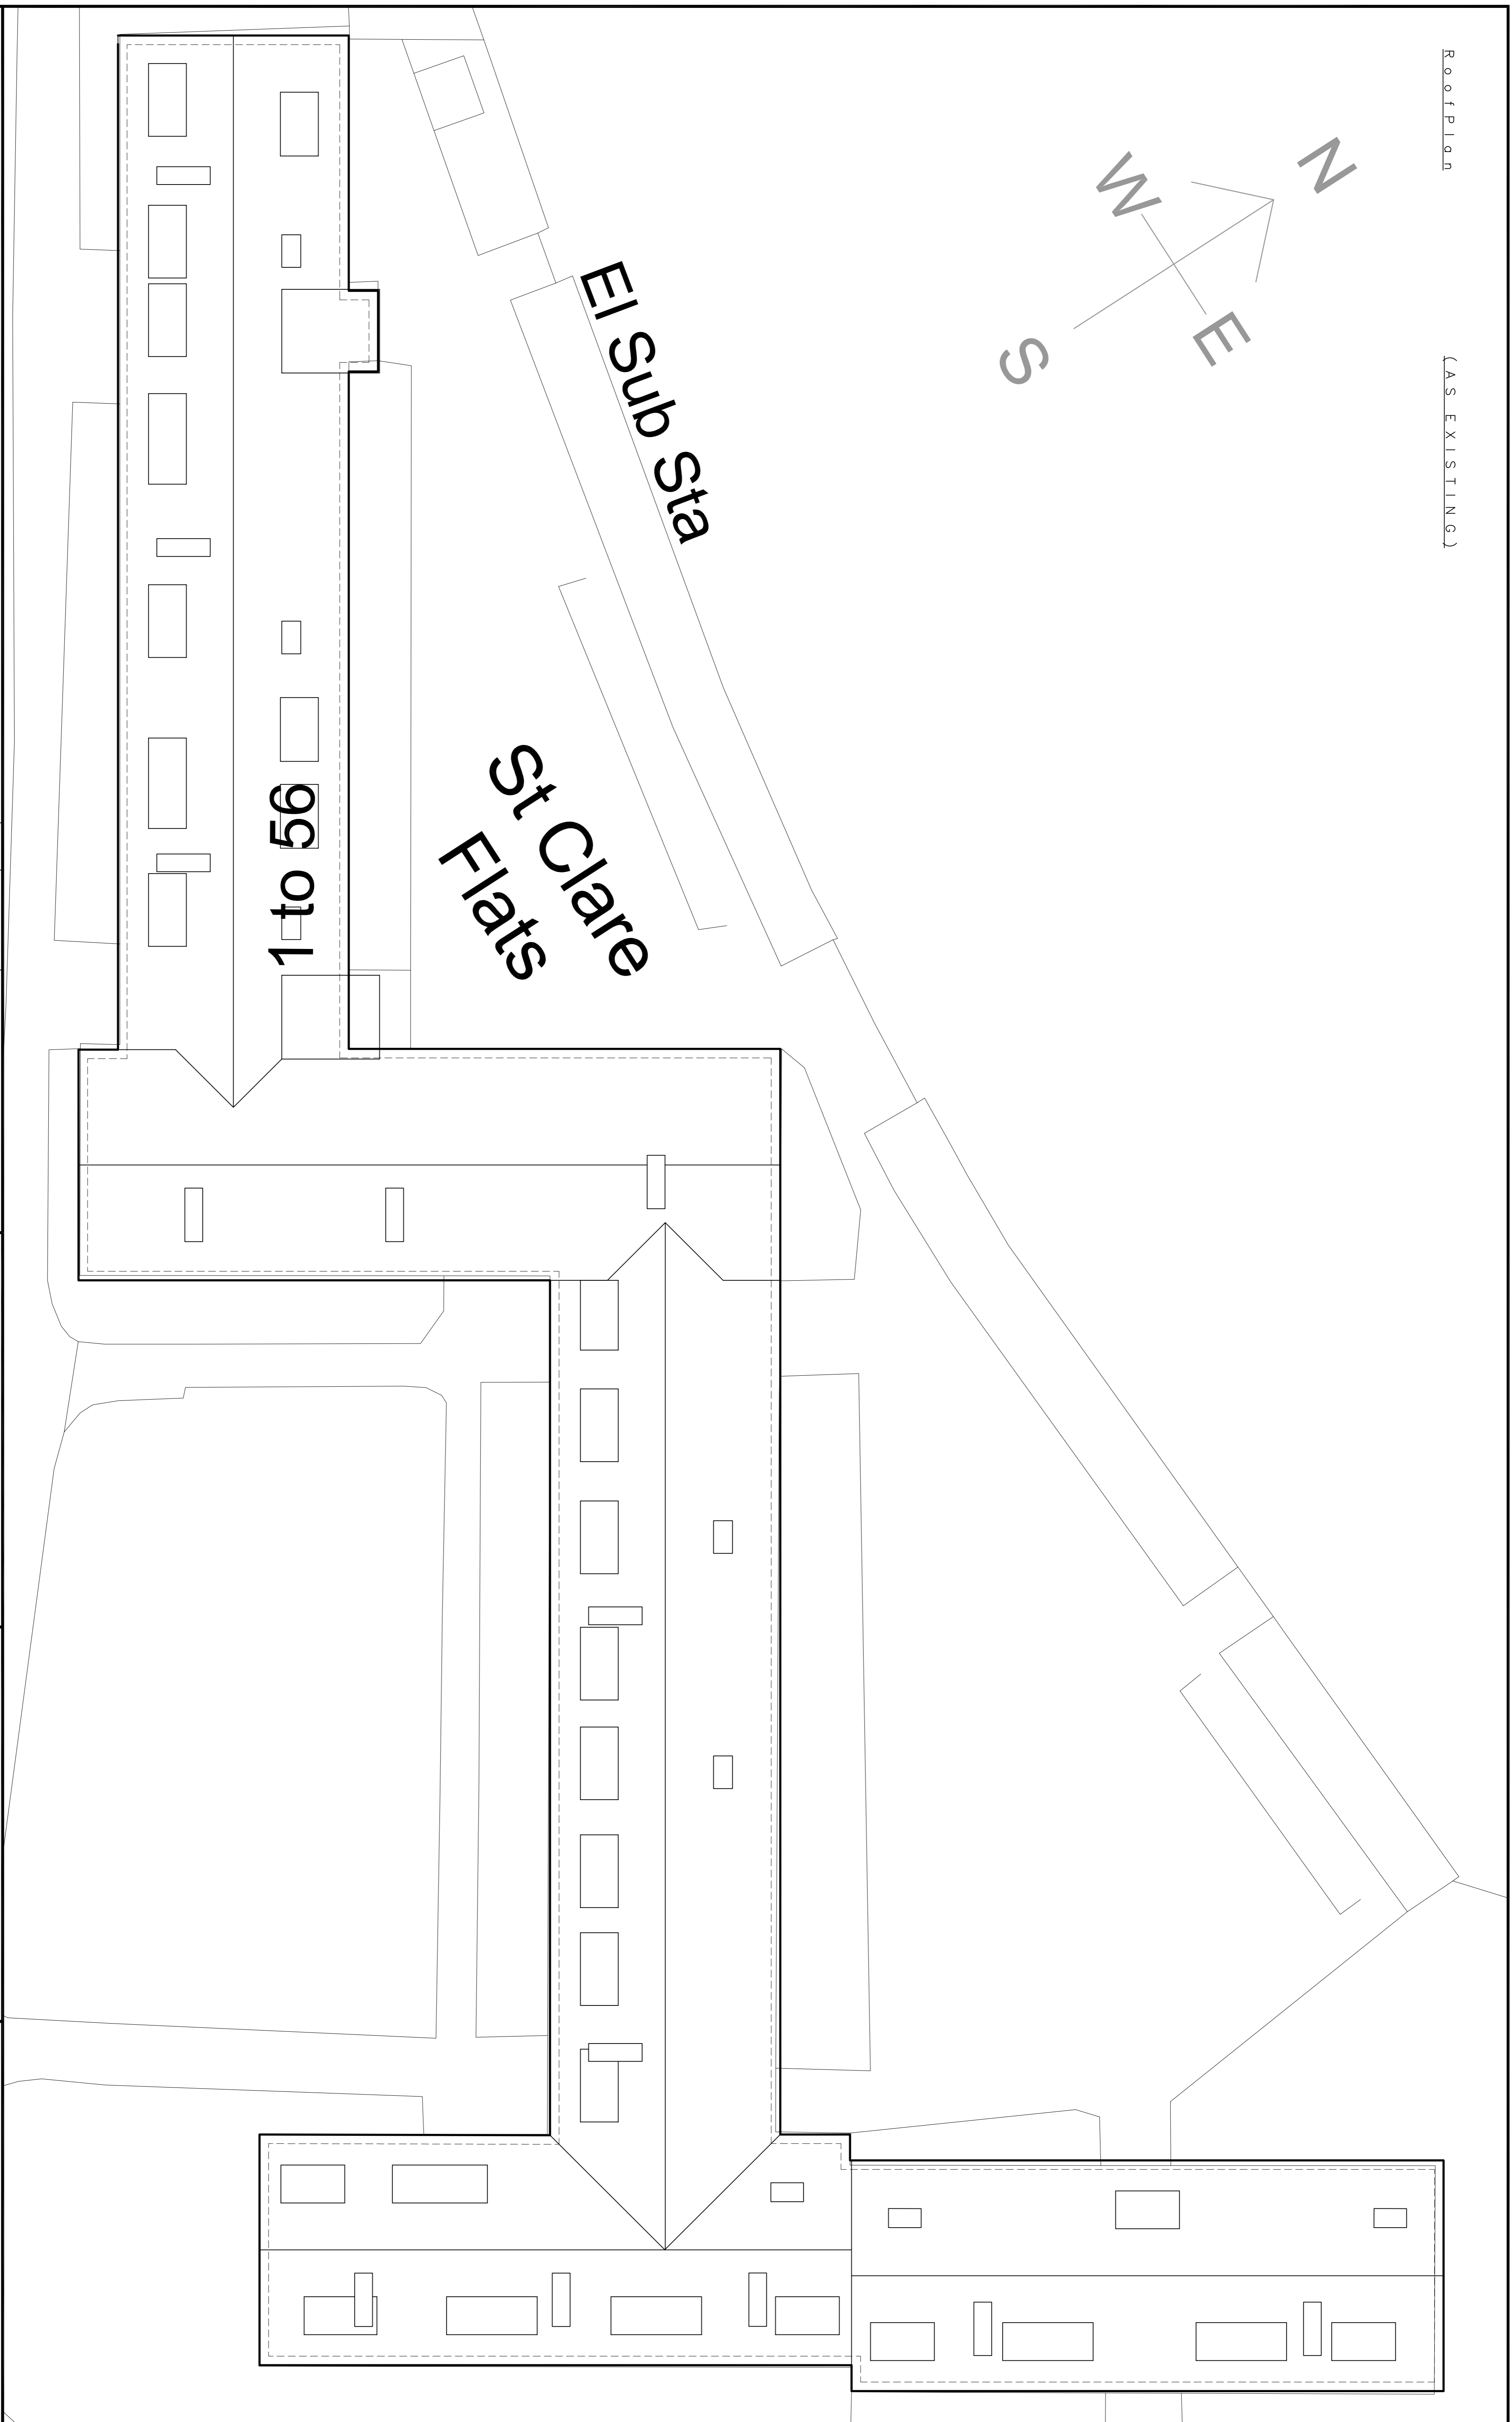 Roof Plan
(AS EXISTING)
N
W
E
S
El Sub Sta
St Clare
Flats
1 to 56